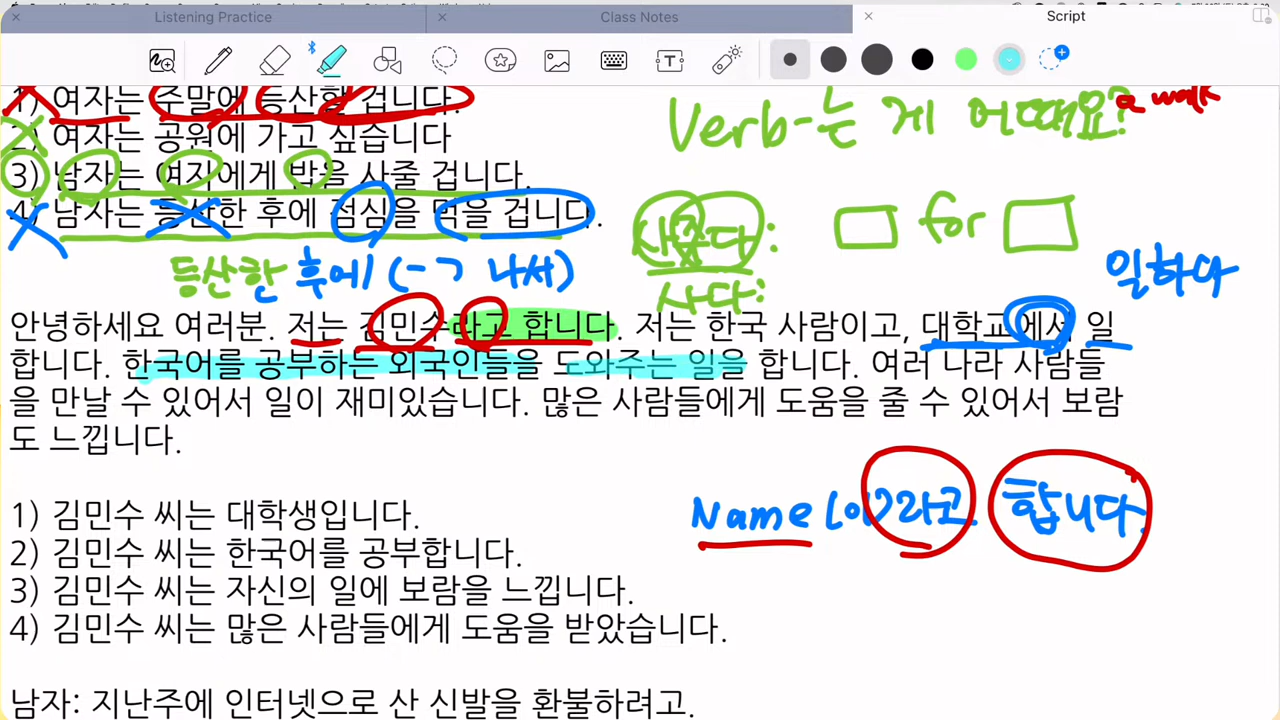 Listening Practice
Class Notes
Script
1) 여자는 주말에 등산할 겁니다.
a walk
Verb-는 게 어때요?
2) 여자는 공원에 가고 싶습니다
3) 남자는 여자에게 밥을 사줄 겁니다.
4) 남자는 등산한 후에 점심을 먹을 겁니다.
사주다: □ for □
등산한 후에 (-ㄱ 나서)
사다:
일하다
안녕하세요 여러분. 저는 김민수라고 합니다. 저는 한국 사람이고, 대학교에서 일
합니다. 한국어를 공부하는 외국인들을 도와주는 일을 합니다. 여러 나라 사람들
을 만날 수 있어서 일이 재미있습니다. 많은 사람들에게 도움을 줄 수 있어서 보람
도 느낍니다.
Name (이)라고 합니다.
1) 김민수 씨는 대학생입니다.
2) 김민수 씨는 한국어를 공부합니다.
3) 김민수 씨는 자신의 일에 보람을 느낍니다.
4) 김민수 씨는 많은 사람들에게 도움을 받았습니다.
남자: 지난주에 인터넷으로 산 신발을 환불하려고.